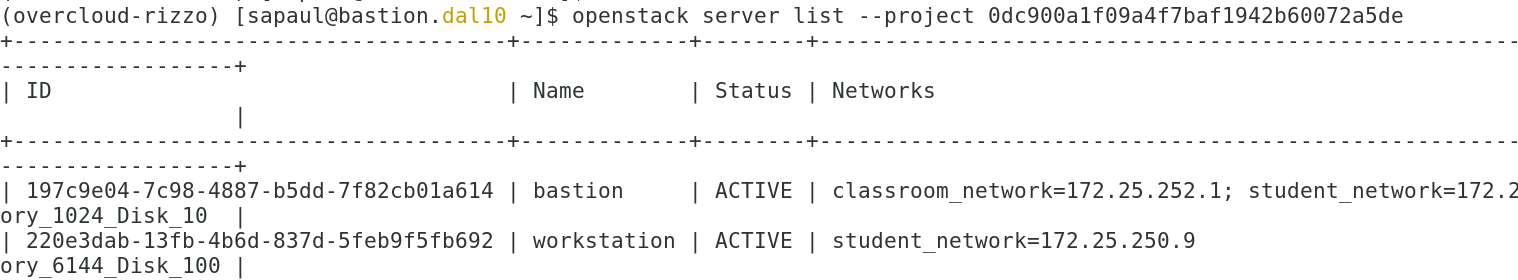 (overcloud-rizzo) [sapaul@bastion.dal10 ~]$ openstack server list --project 0dc900a1f09a4f7baf1942b60072a5de
+--------------------------------------+-------------+--------+------------------------------------------------------
------------------+
| ID                                   | Name        | Status | Networks
                  |
+--------------------------------------+-------------+--------+------------------------------------------------------
------------------+
| 197c9e04-7c98-4887-b5dd-7f82cb01a614 | bastion     | ACTIVE | classroom_network=172.25.252.1; student_network=172.2
ory_1024_Disk_10  |
| 220e3dab-13fb-4b6d-837d-5feb9f5fb692 | workstation | ACTIVE | student_network=172.25.250.9
ory_6144_Disk_100 |